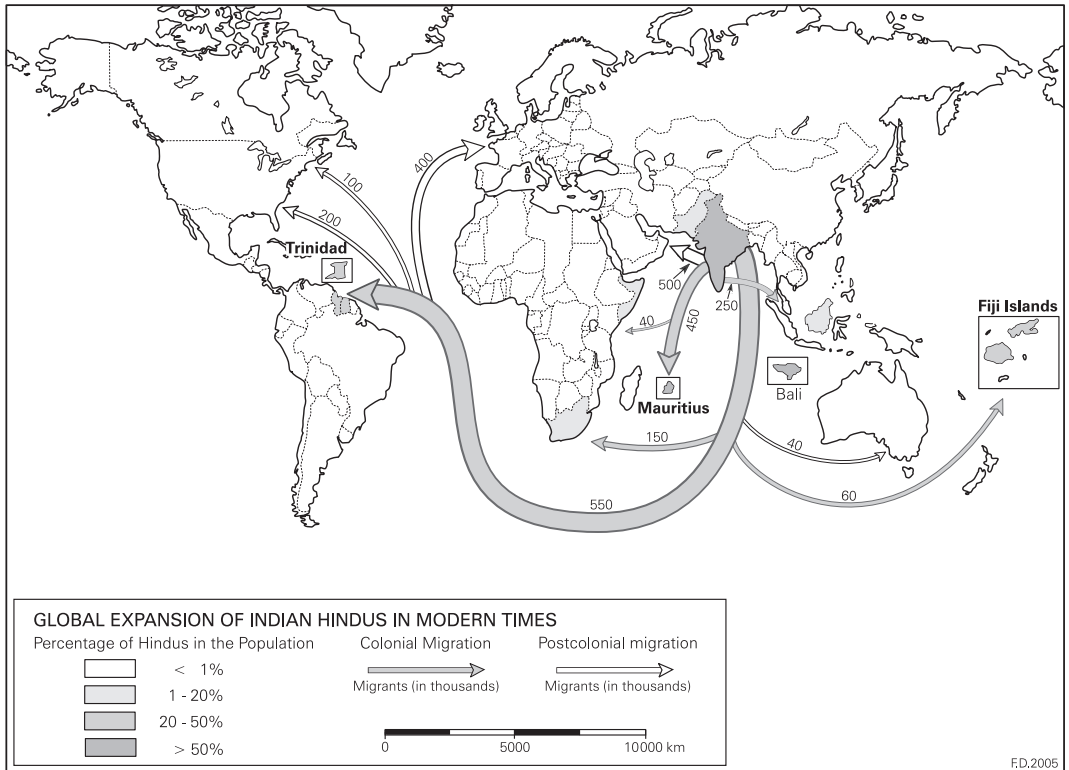 400
100
200
Trinidad
500
250
40
450
Fiji Islands
Mauritius
Bali
150
40
60
550
GLOBAL EXPANSION OF INDIAN HINDUS IN MODERN TIMES
Percentage of Hindus in the Population
< 1%
1 - 20%
20 - 50%
> 50%
Colonial Migration
Migrants (in thousands)
Postcolonial migration
Migrants (in thousands)
0 5000 10000 km
F.D.2005